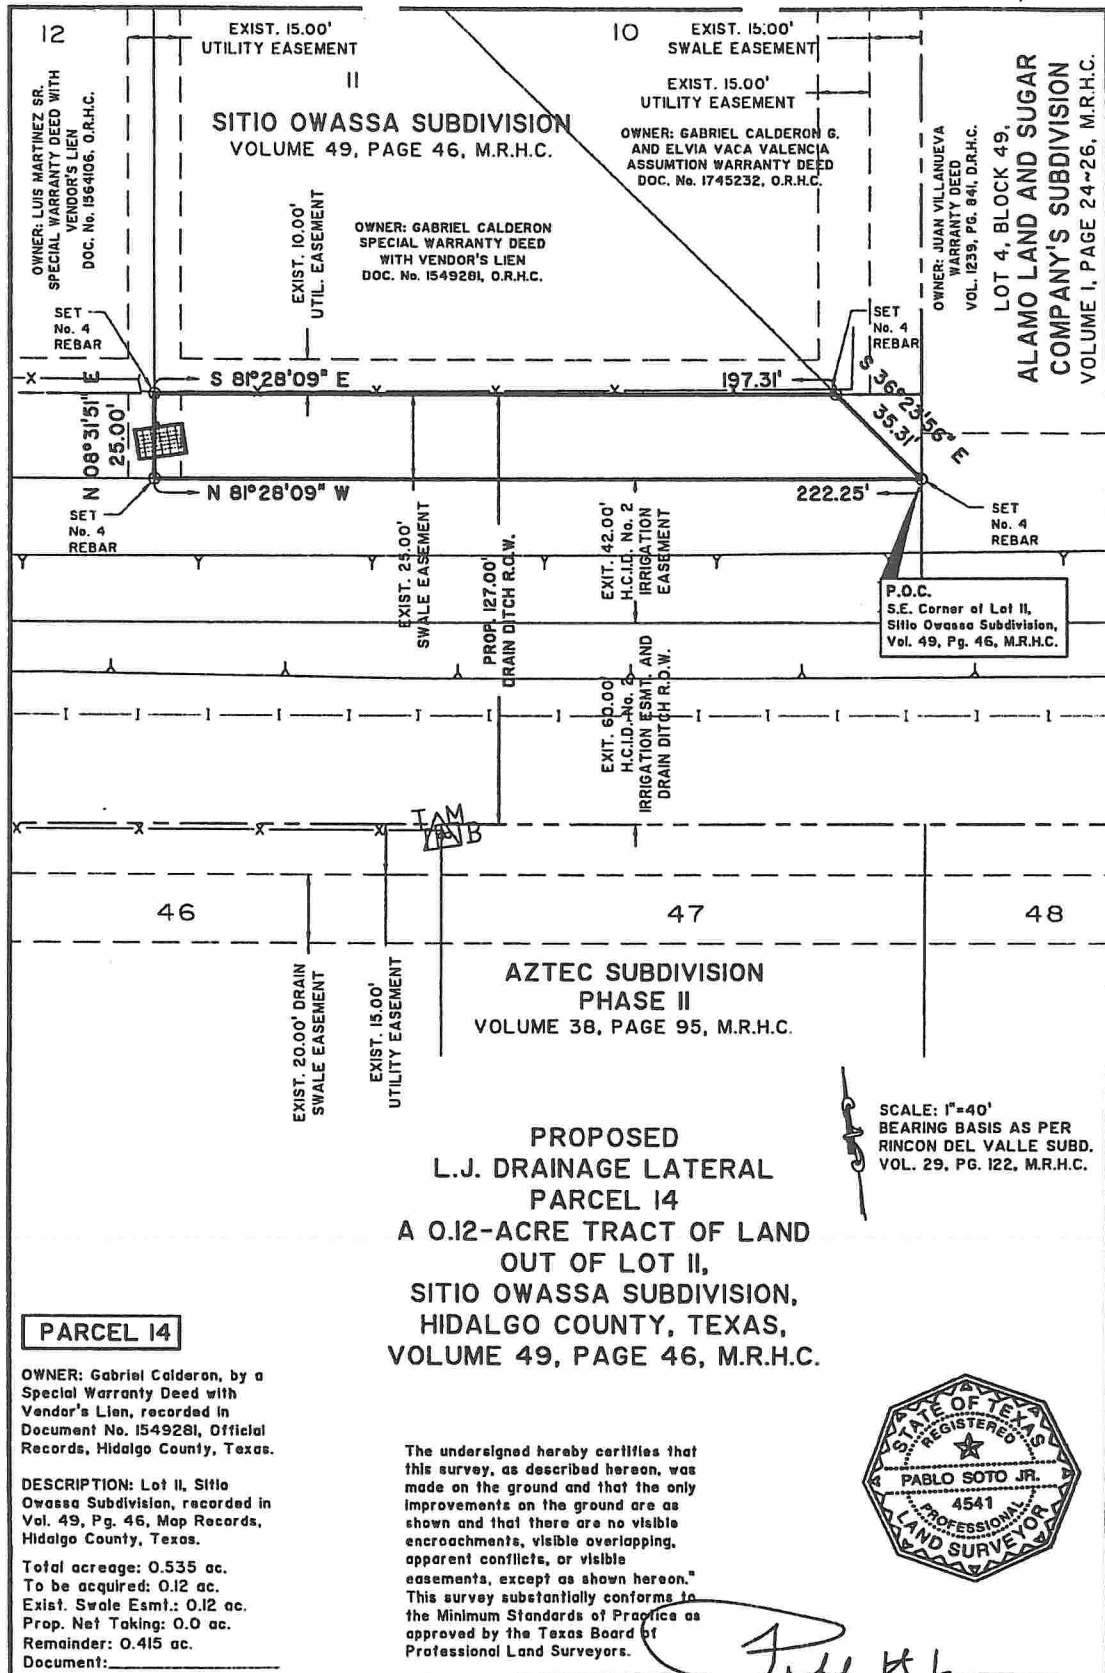 12
EXIST. 15.00'
UTILITY EASEMENT
11
10
EXIST. 15.00'
SWALE EASEMENT
EXIST. 15.00'
UTILITY EASEMENT
SITIO OWASSA SUBDIVISION
VOLUME 49, PAGE 46, M.R.H.C.
OWNER: LUIS MARTINEZ SR.
SPECIAL WARRANTY DEED WITH
VENDOR'S LIEN
DOC. No. 1564106, O.R.H.C.
OWNER: GABRIEL CALDERON G.
AND ELVIA VACA VALENCIA
ASSUMTION WARRANTY DEED
DOC. No. 1745232, O.R.H.C.
OWNER: JUAN VILLANUEVA
WARRANTY DEED
VOL. 1239, PG. 841, D.R.H.C.
LOT 4, BLOCK 49,
ALAMO LAND AND SUGAR
COMPANY'S SUBDIVISION
VOLUME 1, PAGE 24~26, M.R.H.C.
EXIST. 10.00'
UTIL. EASEMENT
OWNER: GABRIEL CALDERON
SPECIAL WARRANTY DEED
WITH VENDOR'S LIEN
DOC. No. 1549281, O.R.H.C.
SET
No. 4
REBAR
SET
No. 4
REBAR
S 81°28'09" E
197.31'
S 36°23'56" E
35.31'
N 08°31'51" E
25.00'
N 81°28'09" W
222.25'
SET
No. 4
REBAR
SET
No. 4
REBAR
EXIST. 25.00'
SWALE EASEMENT
PROP. 127.00'
DRAIN DITCH R.O.W.
EXIT. 42.00'
H.C.I.D. No. 2
IRRIGATION
EASEMENT
P.O.C.
S.E. Corner of Lot 11,
Sitio Owassa Subdivision,
Vol. 49, Pg. 46, M.R.H.C.
EXIT. 60.00'
H.C.I.D. No. 2
IRRIGATION ESMT. AND
DRAIN DITCH R.O.W.
T M
B
46
47
48
EXIST. 20.00' DRAIN
SWALE EASEMENT
EXIST. 15.00'
UTILITY EASEMENT
AZTEC SUBDIVISION
PHASE II
VOLUME 38, PAGE 95, M.R.H.C.
SCALE: 1"=40'
BEARING BASIS AS PER
RINCON DEL VALLE SUBD.
VOL. 29, PG. 122, M.R.H.C.
PROPOSED
L.J. DRAINAGE LATERAL
PARCEL 14
A 0.12-ACRE TRACT OF LAND
OUT OF LOT 11,
SITIO OWASSA SUBDIVISION,
HIDALGO COUNTY, TEXAS,
VOLUME 49, PAGE 46, M.R.H.C.
PARCEL 14
OWNER: Gabriel Calderon, by a
Special Warranty Deed with
Vendor's Lien, recorded in
Document No. 1549281, Official
Records, Hidalgo County, Texas.
DESCRIPTION: Lot 11, Sitio
Owassa Subdivision, recorded in
Vol. 49, Pg. 46, Map Records,
Hidalgo County, Texas.
Total acreage: 0.535 ac.
To be acquired: 0.12 ac.
Exist. Swale Esmt.: 0.12 ac.
Prop. Net Taking: 0.0 ac.
Remainder: 0.415 ac.
Document:
The undersigned hereby certifies that
this survey, as described hereon, was
made on the ground and that the only
improvements on the ground are as
shown and that there are no visible
encroachments, visible overlapping,
apparent conflicts, or visible
easements, except as shown hereon."
This survey substantially conforms to
the Minimum Standards of Practice as
approved by the Texas Board of
Professional Land Surveyors.
STATE OF TEXAS
REGISTERED
PABLO SOTO JR.
4541
PROFESSIONAL
LAND SURVEYOR